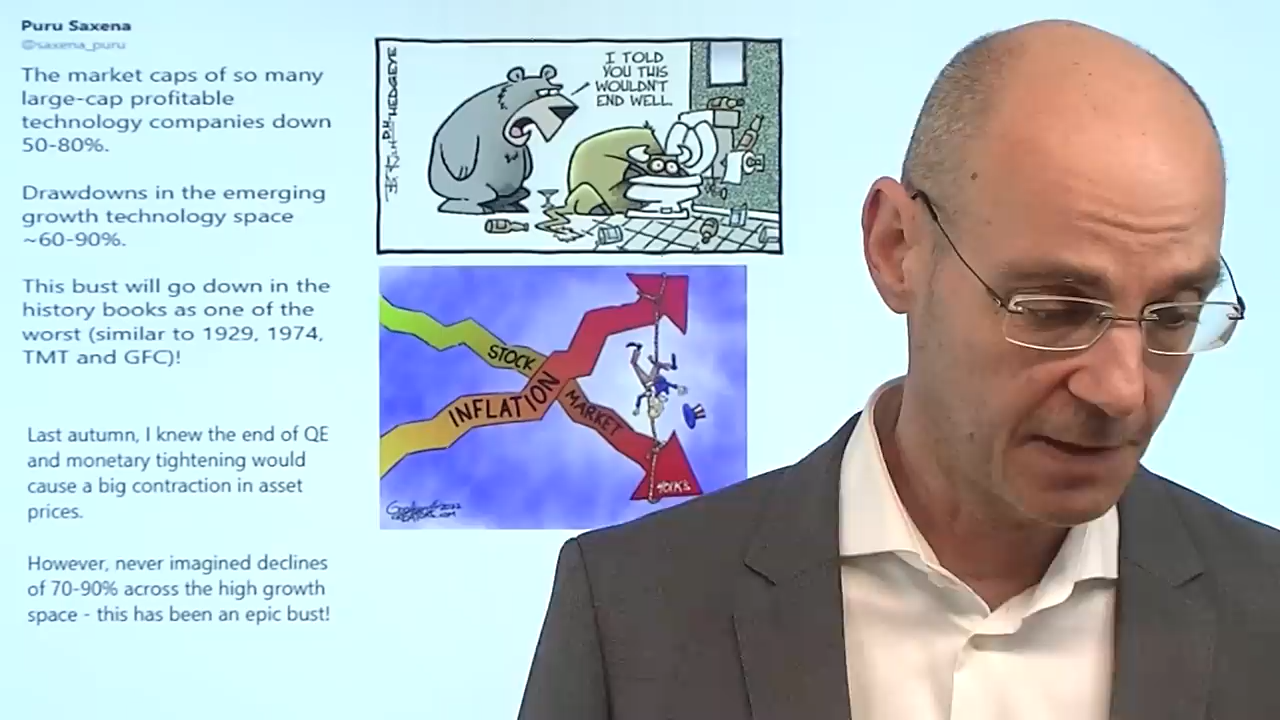 Puru Saxena
@saxena_puru
The market caps of so many
large-cap profitable
technology companies down
50-80%.
Drawdowns in the emerging
growth technology space
~60-90%.
This bust will go down in the
history books as one of the
worst (similar to 1929, 1974,
TMT and GFC)!
Last autumn, I knew the end of QE
and monetary tightening would
cause a big contraction in asset
prices.
However, never imagined declines
of 70-90% across the high growth
space - this has been an epic bust!
HEDGEYE
I TOLD
YOU THIS
WOULDN'T
END WELL.
STOCK
MARKET
INFLATION
YOIKS
2022